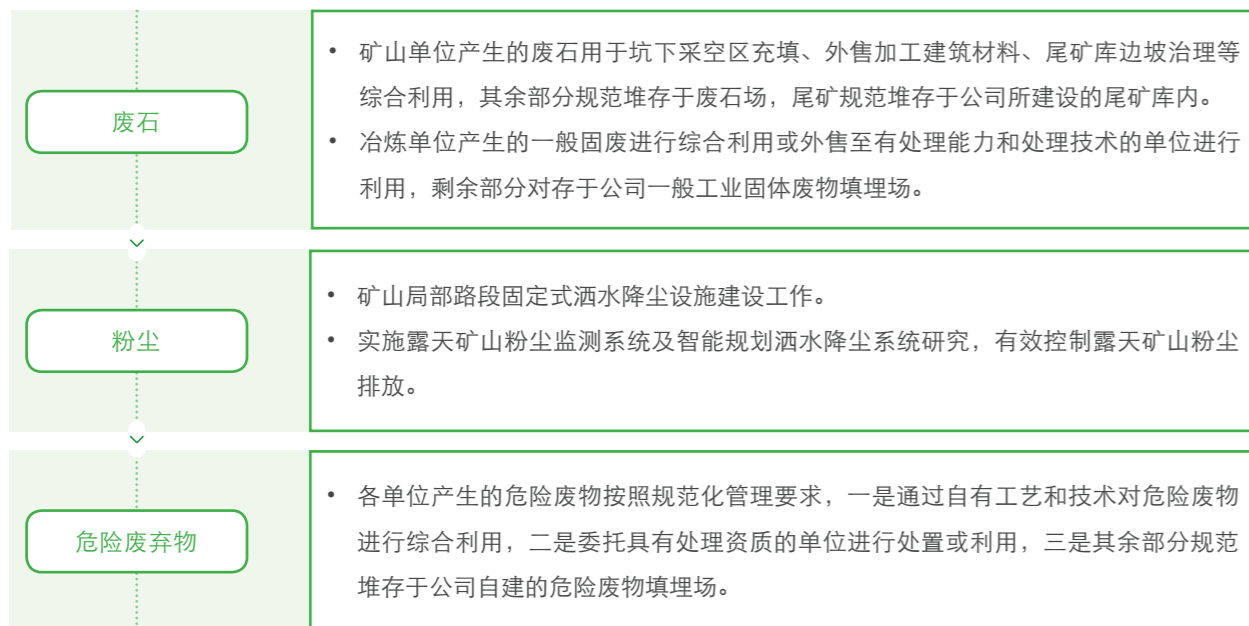 废石
• 矿山单位产生的废石用于坑下采空区充填、外售加工建筑材料、尾矿库边坡治理等
综合利用，其余部分规范堆存于废石场，尾矿规范堆存于公司所建设的尾矿库内。
• 冶炼单位产生的一般固废进行综合利用或外售至有处理能力和处理技术的单位进行
利用，剩余部分对存于公司一般工业固体废物填埋场。
粉尘
• 矿山局部路段固定式洒水降尘设施建设工作。
• 实施露天矿山粉尘监测系统及智能规划洒水降尘系统研究，有效控制露天矿山粉尘
排放。
危险废弃物
• 各单位产生的危险废物按照规范化管理要求，一是通过自有工艺和技术对危险废物
进行综合利用，二是委托具有处理资质的单位进行处置或利用，三是其余部分规范
堆存于公司自建的危险废物填埋场。